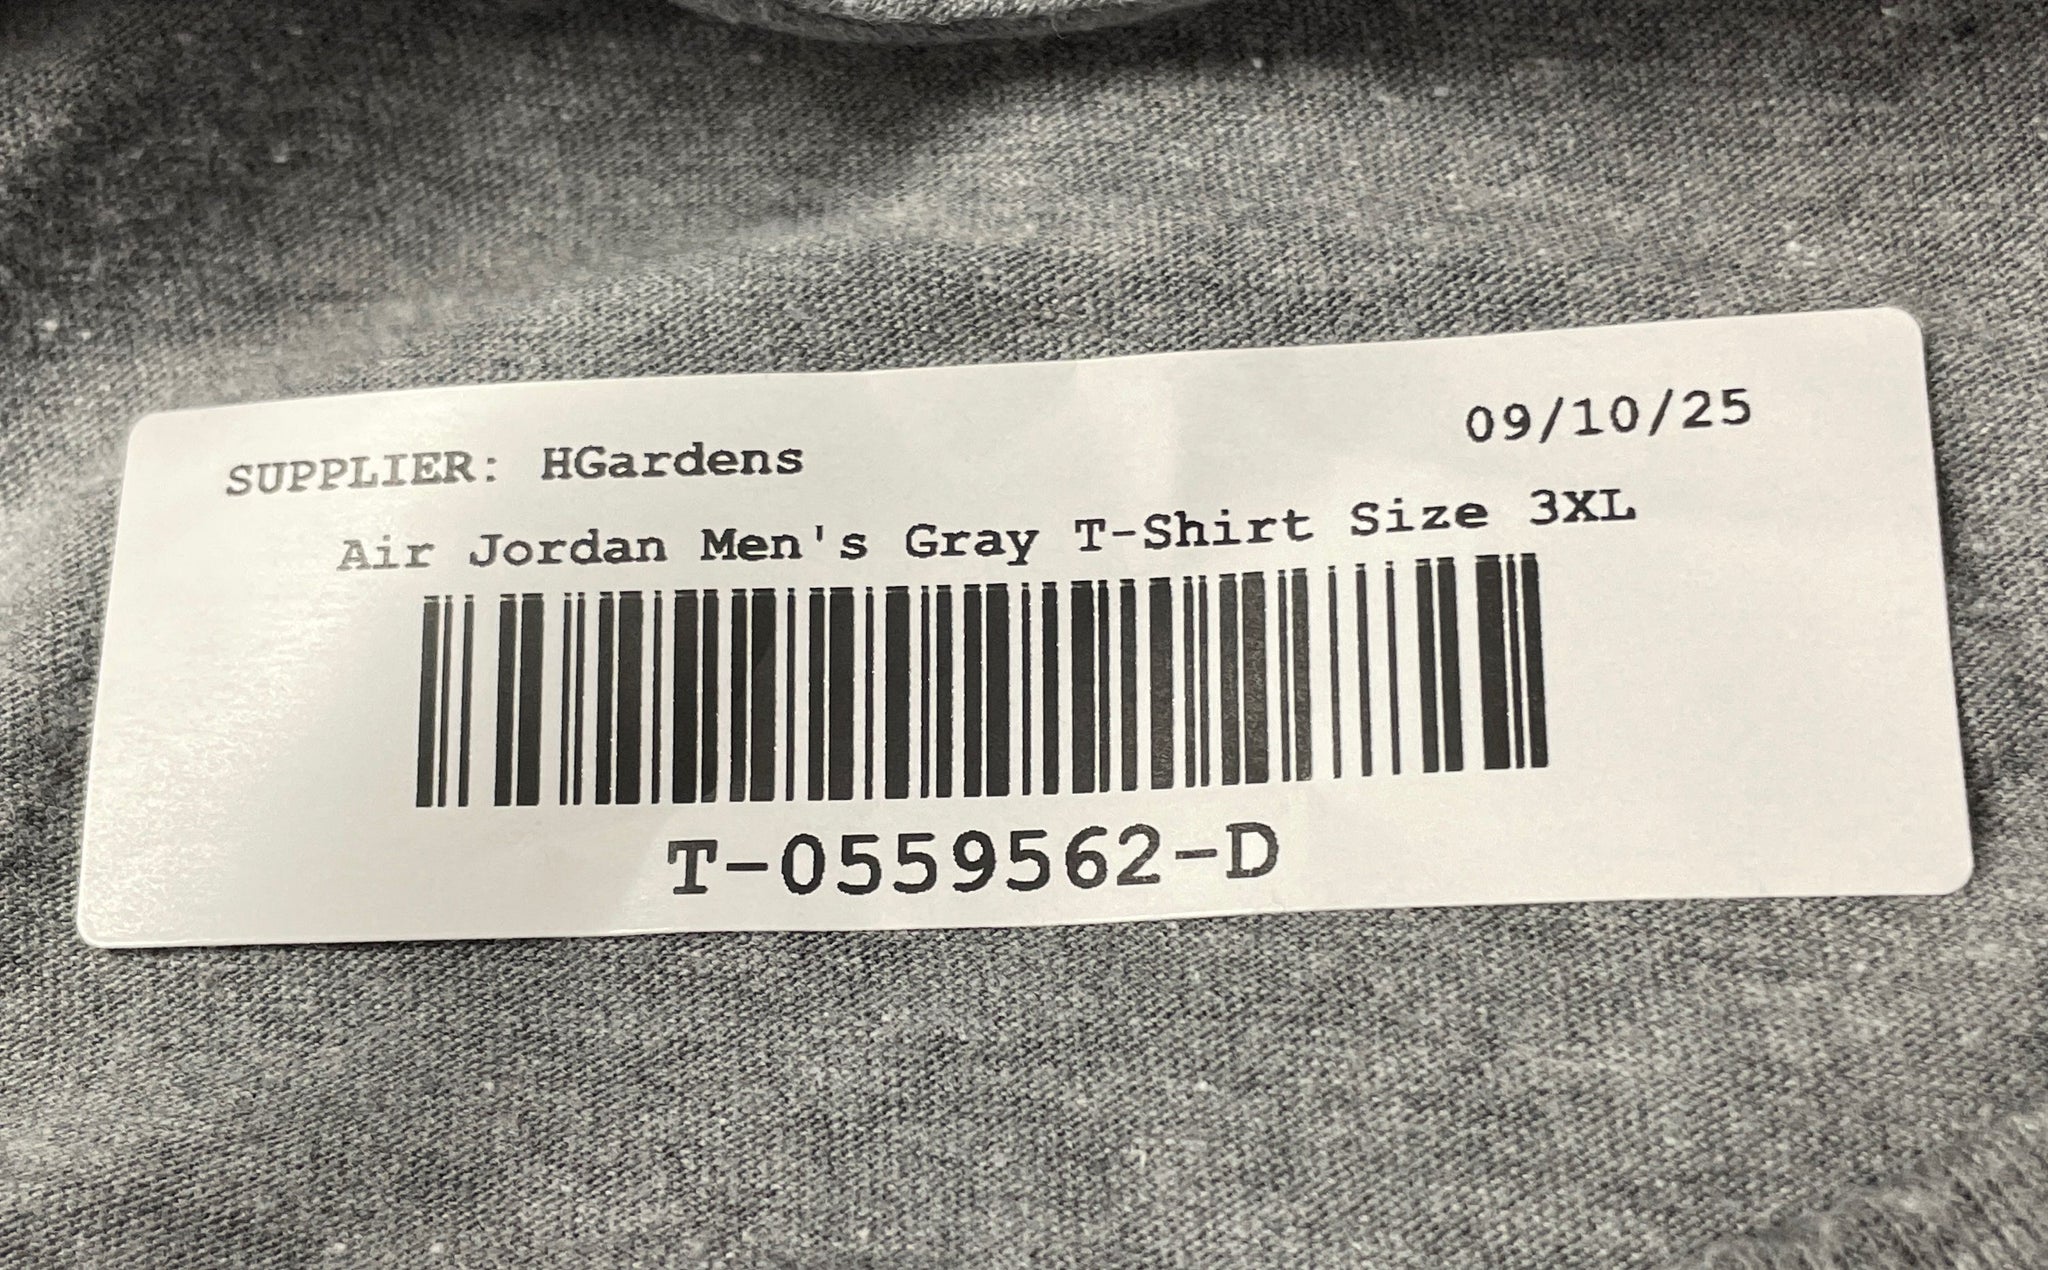 SUPPLIER: HGardens 09/10/25
Air Jordan Men's Gray T-Shirt Size 3XL
T-0559562-D